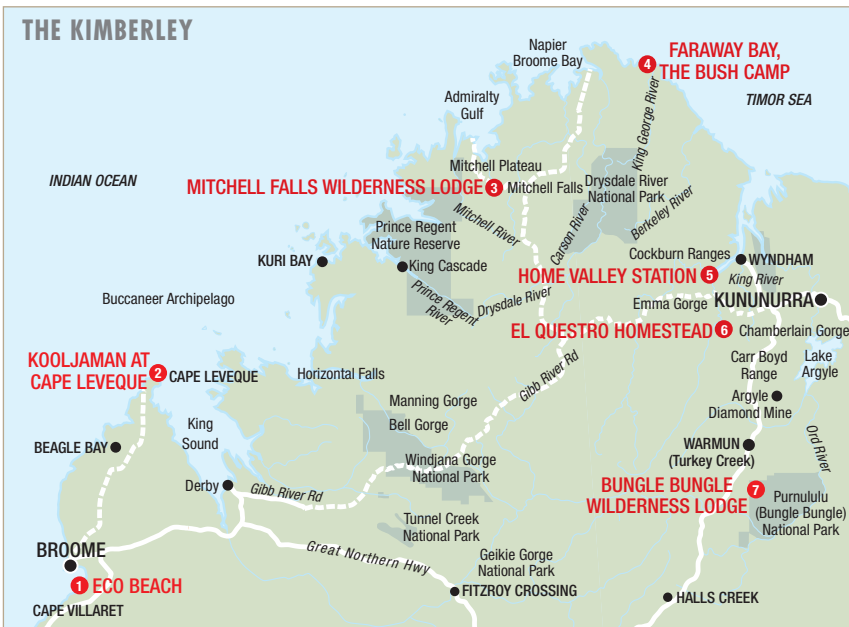 THE KIMBERLEY
Napier
Broome Bay
4
FARAWAY BAY,
THE BUSH CAMP
TIMOR SEA
Admiralty
Gulf
King George River
INDIAN OCEAN
Mitchell Plateau
MITCHELL FALLS WILDERNESS LODGE
3
Mitchell Falls
Drysdale River
National Park
Mitchell River
Carson River
Berkeley River
Prince Regent
Nature Reserve
KURI BAY
King Cascade
Cockburn Ranges
WYNDHAM
HOME VALLEY STATION
5
King River
Prince Regent
River
Drysdale River
Buccaneer Archipelago
Emma Gorge
KUNUNURRA
EL QUESTRO HOMESTEAD
6
Chamberlain Gorge
KOOLJAMAN AT
CAPE LEVEQUE
2
CAPE LEVEQUE
Horizontal Falls
Gibb River Rd
Carr Boyd
Range
Lake
Argyle
Manning Gorge
Bell Gorge
Argyle
Diamond Mine
King
Sound
BEAGLE BAY
WARMUN
(Turkey Creek)
Ord River
Windjana Gorge
National Park
Derby
Gibb River Rd
BUNGLE BUNGLE
WILDERNESS LODGE
7
Purnululu
(Bungle Bungle)
National Park
Tunnel Creek
National Park
Great Northern Hwy
BROOME
Geikie Gorge
National Park
1
ECO BEACH
FITZROY CROSSING
HALLS CREEK
CAPE VILLARET